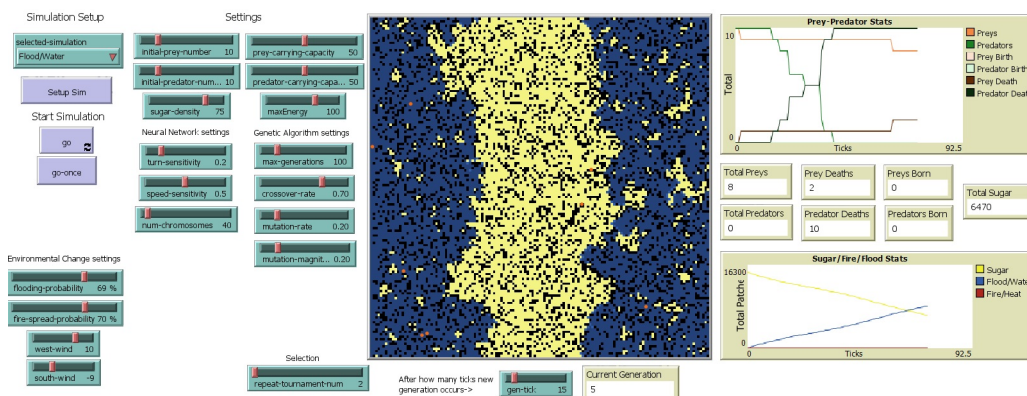 Simulation Setup
selected-simulation
Flood/Water
Setup Sim
Start Simulation
go
go-once
Environmental Change settings
flooding-probability 69 %
fire-spread-probability 70 %
west-wind 10
south-wind -9
Settings
initial-prey-number 10
prey-carrying-capacity 50
initial-predator-num... 10
predator-carrying-capa... 50
sugar-density 75
maxEnergy 100
Neural Network settings
turn-sensitivity 0.2
speed-sensitivity 0.5
num-chromosomes 40
Genetic Algorithm settings
max-generations 100
crossover-rate 0.70
mutation-rate 0.20
mutation-magnit... 0.20
Selection
repeat-tournament-num 2
After how many ticks new
generation occurs->
gen-tick 15
Current Generation
5
Prey-Predator Stats
10
Total
0
0 Ticks 92.5
Preys
Predators
Prey Birth
Predator Birth
Prey Death
Predator Death
Total Preys
8
Prey Deaths
2
Preys Born
0
Total Sugar
6470
Total Predators
0
Predator Deaths
10
Predators Born
0
Sugar/Fire/Flood Stats
16300
Total Patche
0
0 Ticks 92.5
Sugar
Flood/Water
Fire/Heat